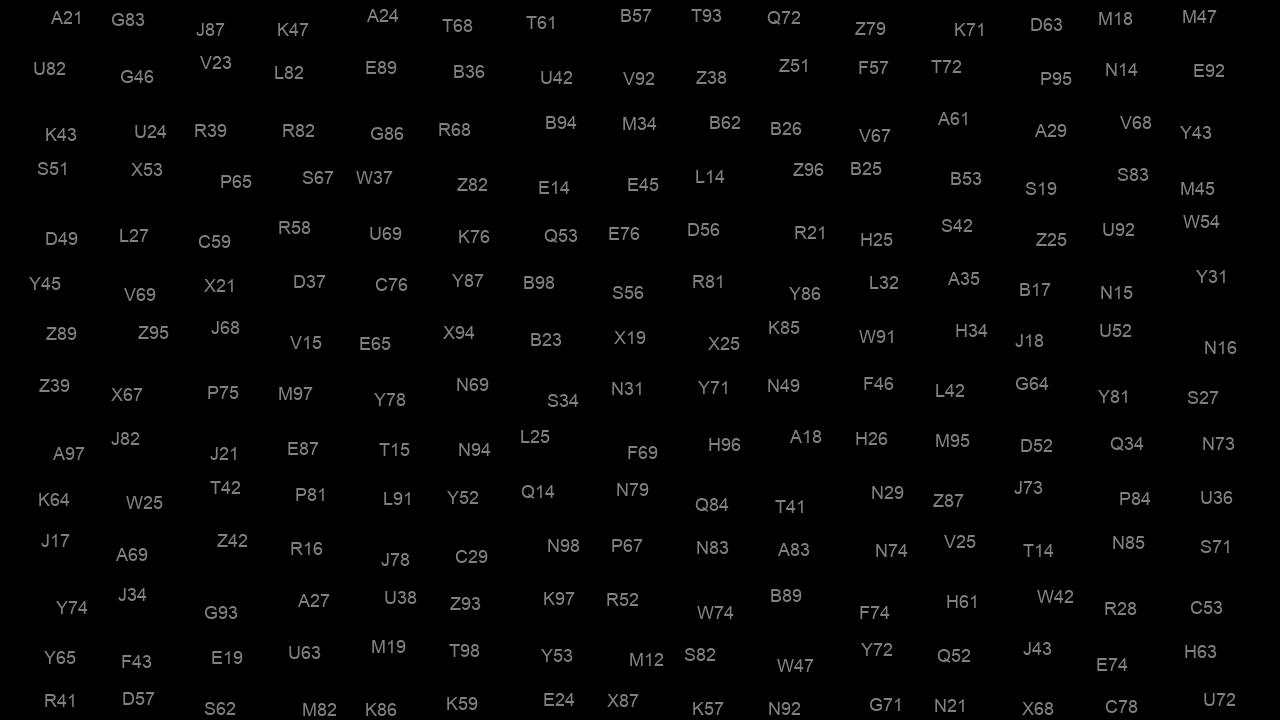 A21 G83 J87 K47 A24 T68 T61 B57 T93 Q72 Z79 K71 D63 M18 M47
U82 G46 V23 L82 E89 B36 U42 V92 Z38 Z51 F57 T72 P95 N14 E92
K43 U24 R39 R82 G86 R68 B94 M34 B62 B26 V67 A61 A29 V68 Y43
S51 X53 P65 S67 W37 Z82 E14 E45 L14 Z96 B25 B53 S19 S83 M45
D49 L27 C59 R58 U69 K76 Q53 E76 D56 R21 H25 S42 Z25 U92 W54
Y45 V69 X21 D37 C76 Y87 B98 S56 R81 Y86 L32 A35 B17 N15 Y31
Z89 Z95 J68 V15 E65 X94 B23 X19 X25 K85 W91 H34 J18 U52 N16
Z39 X67 P75 M97 Y78 N69 S34 N31 Y71 N49 F46 L42 G64 Y81 S27
A97 J82 J21 E87 T15 N94 L25 F69 H96 A18 H26 M95 D52 Q34 N73
K64 W25 T42 P81 L91 Y52 Q14 N79 Q84 T41 N29 Z87 J73 P84 U36
J17 A69 Z42 R16 J78 C29 N98 P67 N83 A83 N74 V25 T14 N85 S71
Y74 J34 G93 A27 U38 Z93 K97 R52 W74 B89 F74 H61 W42 R28 C53
Y65 F43 E19 U63 M19 T98 Y53 M12 S82 W47 Y72 Q52 J43 E74 H63
R41 D57 S62 M82 K86 K59 E24 X87 K57 N92 G71 N21 X68 C78 U72